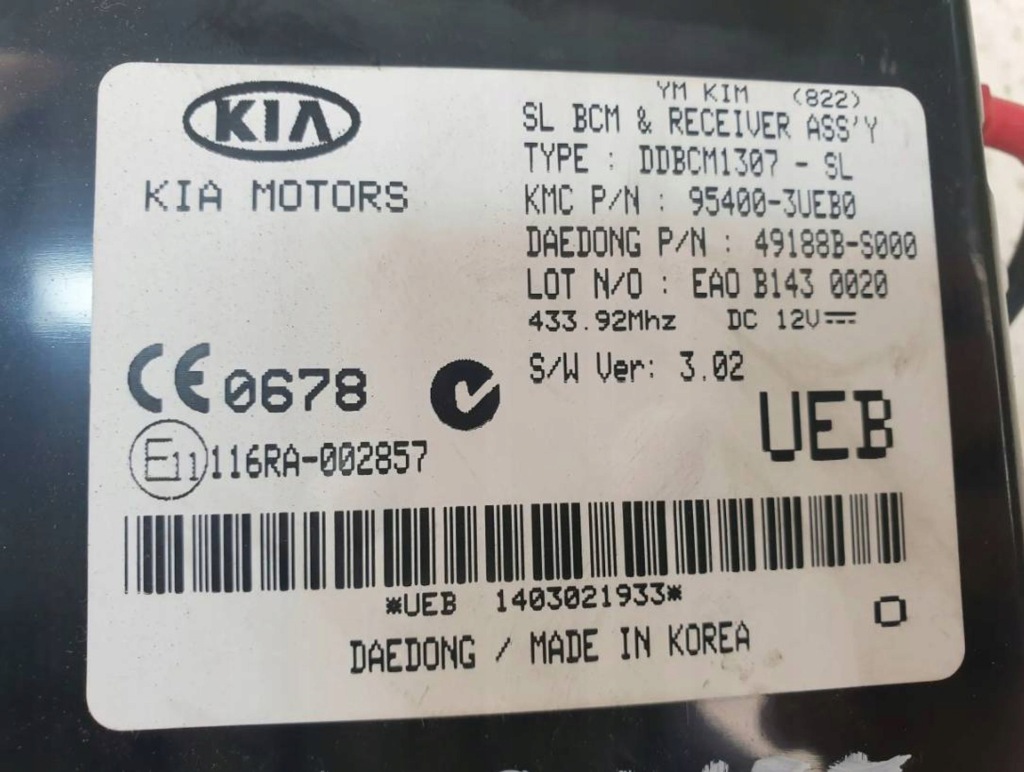 KIA
KIA MOTORS
YM KIM (822)
SL BCM & RECEIVER ASS'Y
TYPE : DDBCM1307 - SL
KMC P/N : 95400-3UEB0
DAEDONG P/N : 49188B-S000
LOT N/O : EAO B143 0020
433.92Mhz DC 12V
S/W Ver: 3.02
CE 0678
UEB
E11 116RA-002857
*UEB 1403021933*
O
DAEDONG / MADE IN KOREA